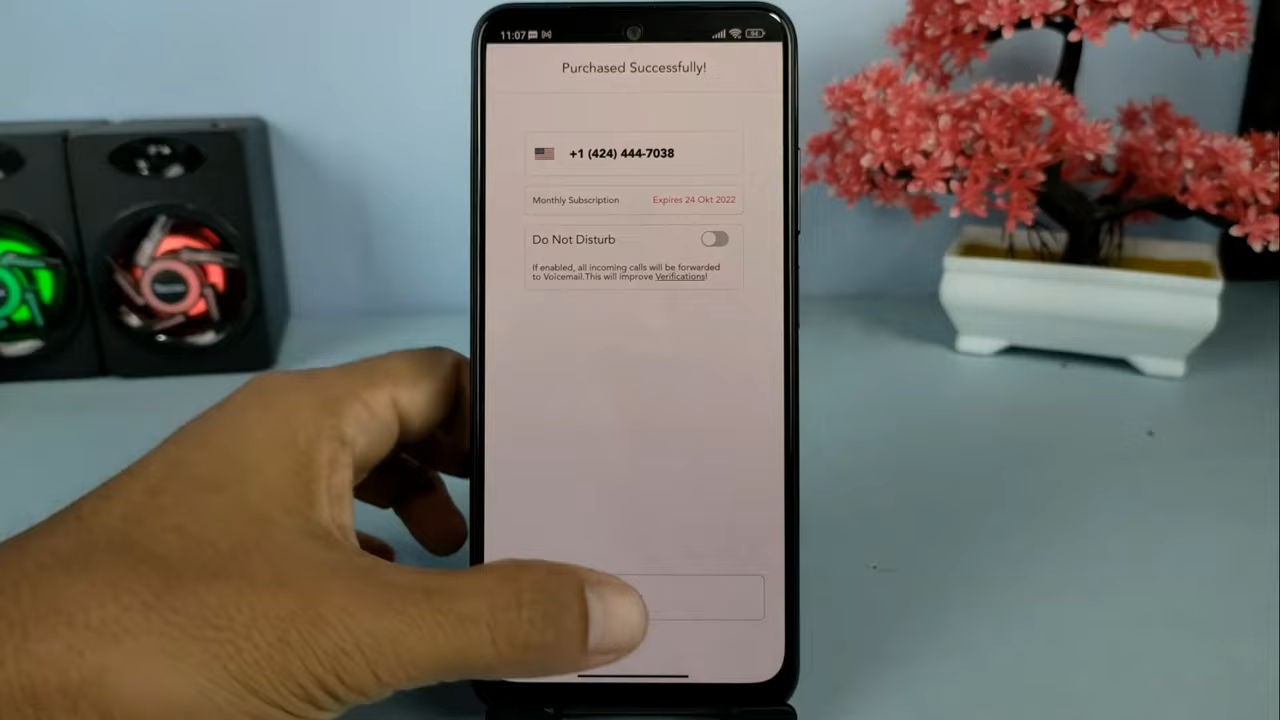 11:07
94
Purchased Successfully!
+1 (424) 444-7038
Monthly Subscription Expires 24 Okt 2022
Do Not Disturb
If enabled, all incoming calls will be forwarded
to Voicemail.This will improve Verifications!